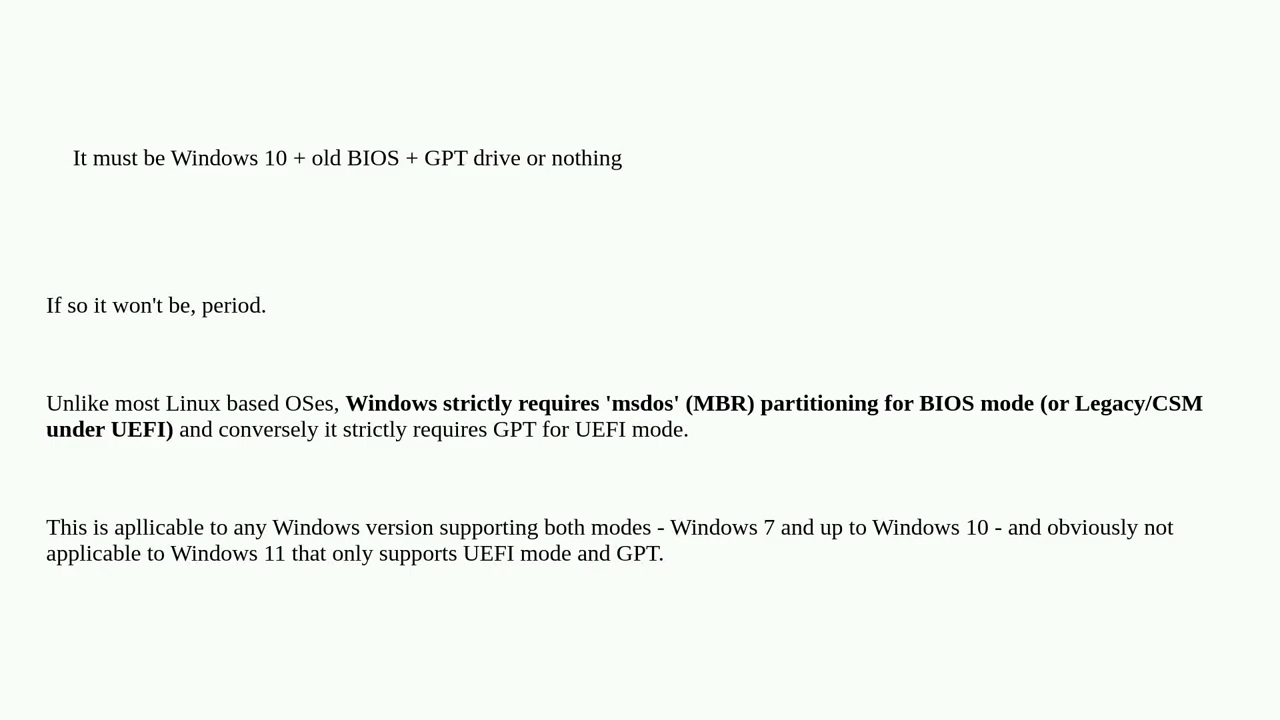 It must be Windows 10 + old BIOS + GPT drive or nothing
If so it won't be, period.
Unlike most Linux based OSes, Windows strictly requires 'msdos' (MBR) partitioning for BIOS mode (or Legacy/CSM
under UEFI) and conversely it strictly requires GPT for UEFI mode.
This is apllicable to any Windows version supporting both modes - Windows 7 and up to Windows 10 - and obviously not
applicable to Windows 11 that only supports UEFI mode and GPT.